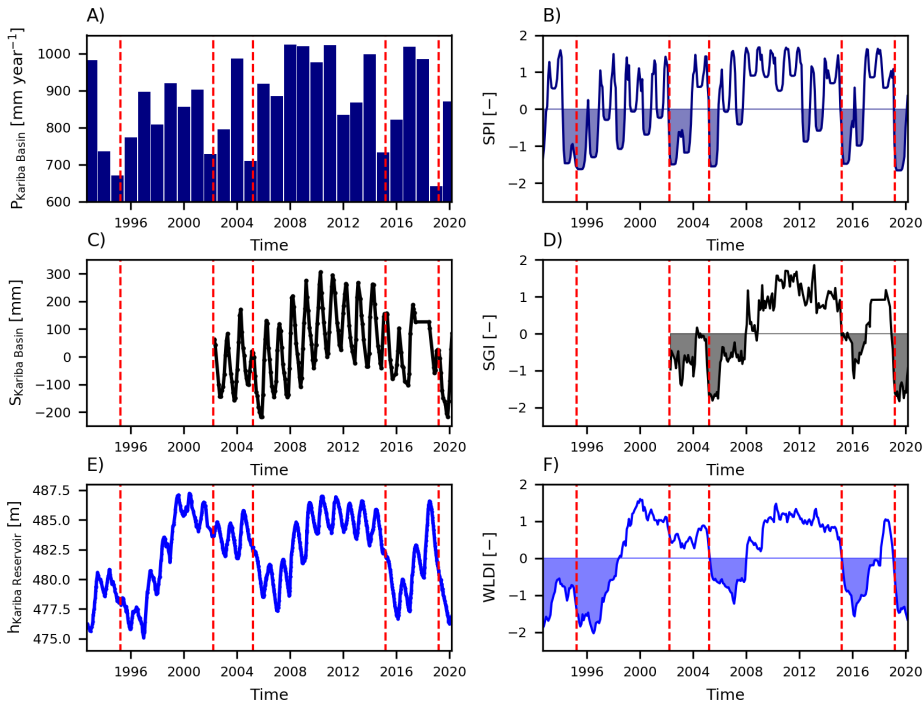 A)
P_Kariba Basin [mm year⁻¹]
1000
900
800
700
600
1996 2000 2004 2008 2012 2016 2020
Time
B)
SPI [−]
2
1
0
−1
−2
1996 2000 2004 2008 2012 2016 2020
Time
C)
S_Kariba Basin [mm]
300
200
100
0
−100
−200
1996 2000 2004 2008 2012 2016 2020
Time
D)
SGI [−]
2
1
0
−1
−2
1996 2000 2004 2008 2012 2016 2020
Time
E)
h_Kariba Reservoir [m]
487.5
485.0
482.5
480.0
477.5
475.0
1996 2000 2004 2008 2012 2016 2020
Time
F)
WLDI [−]
2
1
0
−1
−2
1996 2000 2004 2008 2012 2016 2020
Time